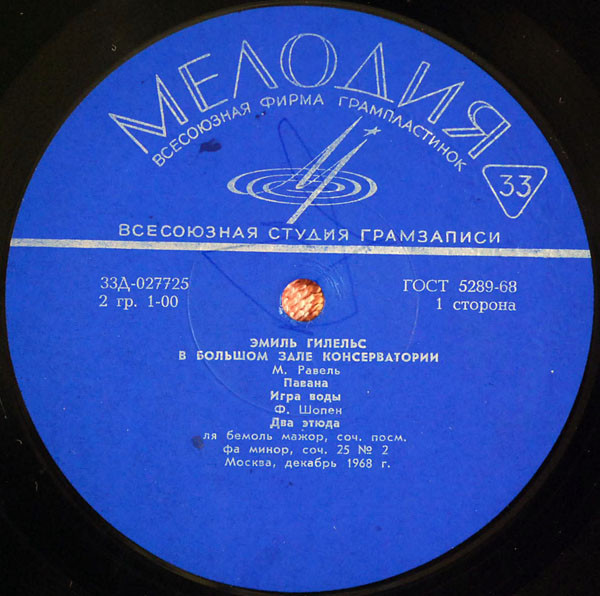 МЕЛОДИЯ
ВСЕСОЮЗНАЯ ФИРМА ГРАМПЛАСТИНОК
33
ВСЕСОЮЗНАЯ СТУДИЯ ГРАМЗАПИСИ
33Д-027725
ГОСТ 5289-68
2 гр. 1-00
1 сторона
ЭМИЛЬ ГИЛЕЛЬС
В БОЛЬШОМ ЗАЛЕ КОНСЕРВАТОРИИ
М. Равель
Павана
Игра воды
Ф. Шопен
Два этюда
ля бемоль мажор, соч. посм.
фа минор, соч. 25 № 2
Москва, декабрь 1968 г.